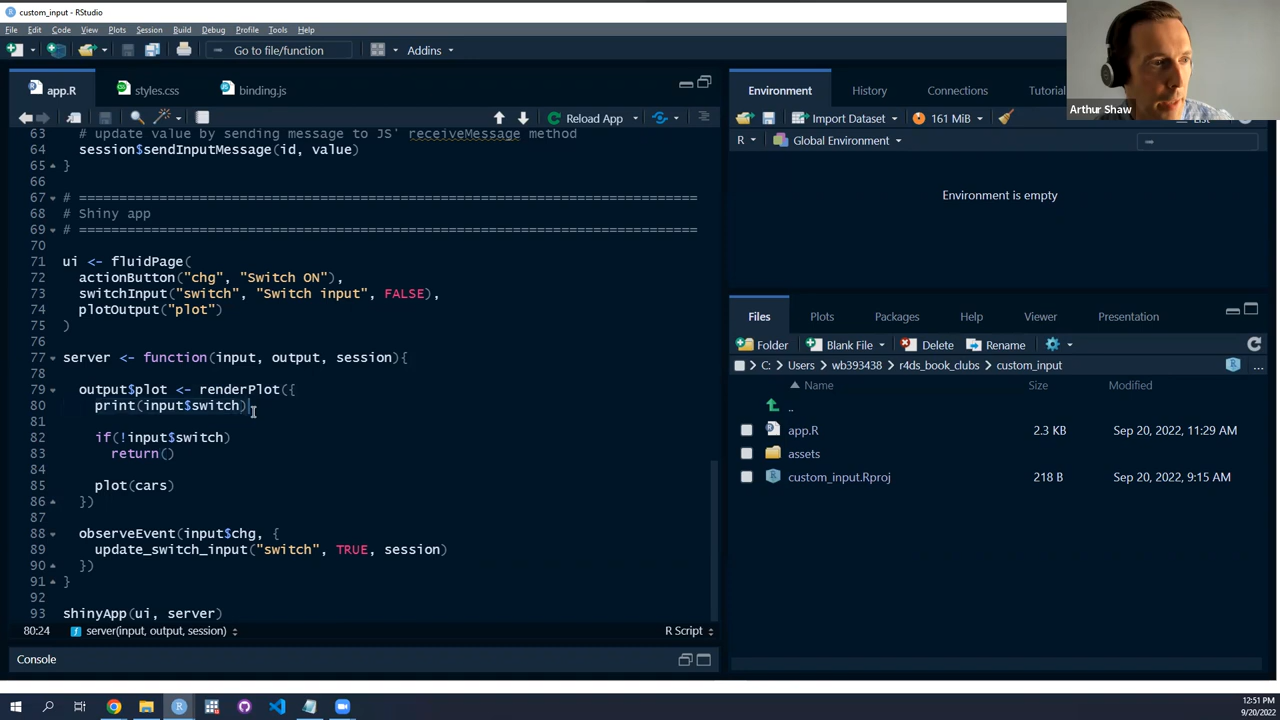 custom_input - RStudio
File Edit Code View Plots Session Build Debug Profile Tools Help
Go to file/function Addins
app.R styles.css binding.js
Reload App
63 # update value by sending message to JS' receiveMessage method
64 session$sendInputMessage(id, value)
65 }
66
67 # =============================================================================
68 # Shiny app
69 # =============================================================================
70
71 ui <- fluidPage(
72 actionButton("chg", "Switch ON"),
73 switchInput("switch", "Switch input", FALSE),
74 plotOutput("plot")
75 )
76
77 server <- function(input, output, session){
78
79 output$plot <- renderPlot({
80 print(input$switch)
81
82 if(!input$switch)
83 return()
84
85 plot(cars)
86 })
87
88 observeEvent(input$chg, {
89 update_switch_input("switch", TRUE, session)
90 })
91 }
92
93 shinyApp(ui, server)
80:24 server(input, output, session) R Script
Console
Environment History Connections Tutorial
Import Dataset 161 MiB
R Global Environment
Environment is empty
Arthur Shaw
Files Plots Packages Help Viewer Presentation
Folder Blank File Delete Rename
C: Users wb393438 r4ds_book_clubs custom_input ...
Name Size Modified
..
app.R 2.3 KB Sep 20, 2022, 11:29 AM
assets
custom_input.Rproj 218 B Sep 20, 2022, 9:15 AM
12:51 PM
9/20/2022